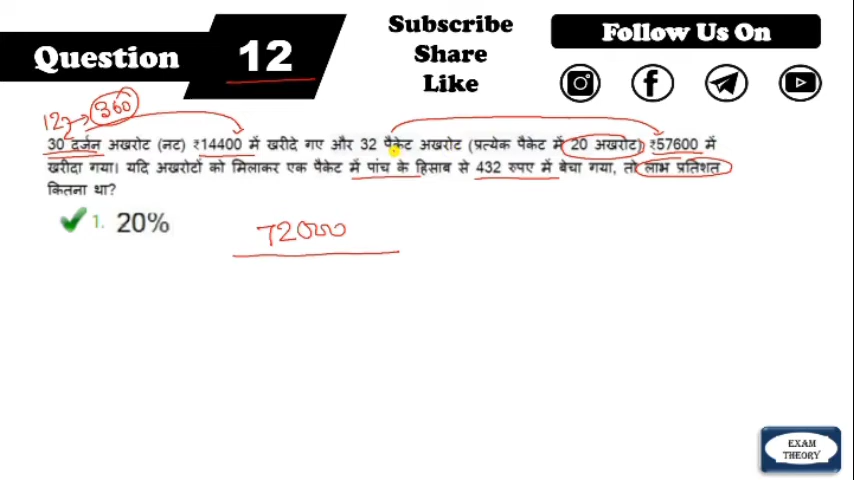 Question
12
Subscribe
Share
Like
Follow Us On
12
360
30 दर्जन अखरोट (नट) ₹14400 में खरीदे गए और 32 पैकेट अखरोट (प्रत्येक पैकेट में 20 अखरोट) ₹57600 में
खरीदा गया। यदि अखरोटों को मिलाकर एक पैकेट में पांच के हिसाब से 432 रुपए में बेचा गया, तो लाभ प्रतिशत
कितना था?
1. 20%
72000
EXAM
THEORY